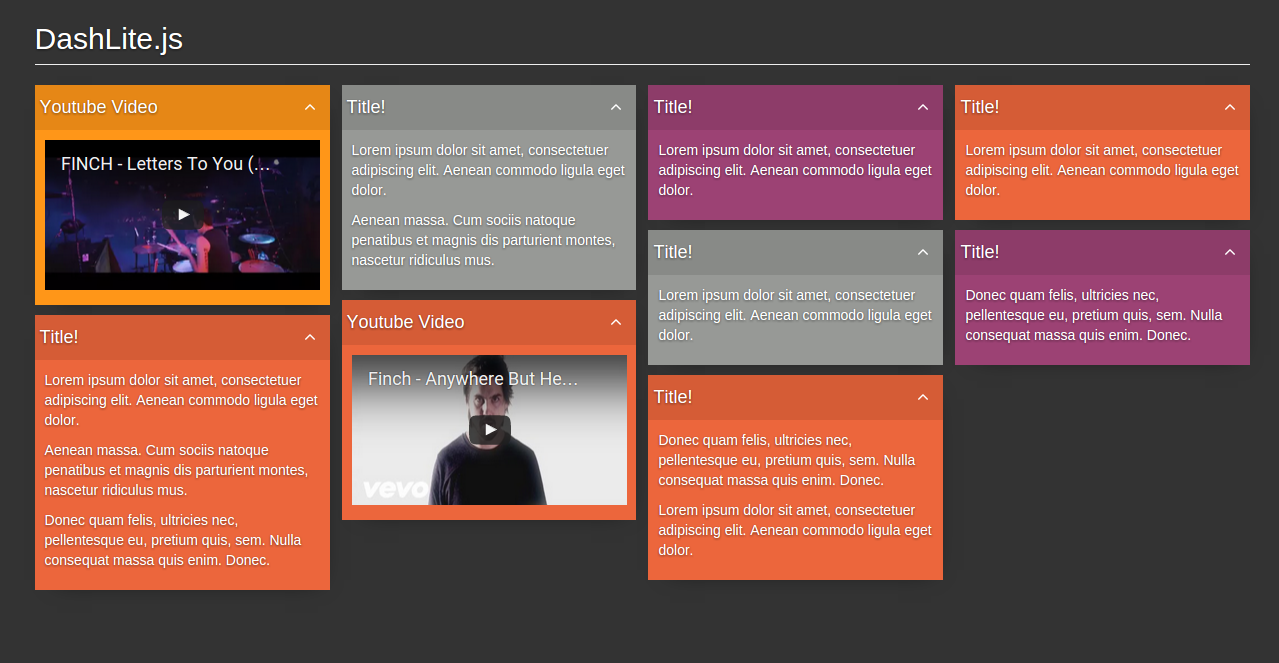 DashLite.js
Youtube Video
FINCH - Letters To You (...
Title!
Lorem ipsum dolor sit amet, consectetuer
adipiscing elit. Aenean commodo ligula eget
dolor.
Aenean massa. Cum sociis natoque
penatibus et magnis dis parturient montes,
nascetur ridiculus mus.
Donec quam felis, ultricies nec,
pellentesque eu, pretium quis, sem. Nulla
consequat massa quis enim. Donec.
Title!
Lorem ipsum dolor sit amet, consectetuer
adipiscing elit. Aenean commodo ligula eget
dolor.
Aenean massa. Cum sociis natoque
penatibus et magnis dis parturient montes,
nascetur ridiculus mus.
Youtube Video
Finch - Anywhere But He...
vevo
Title!
Lorem ipsum dolor sit amet, consectetuer
adipiscing elit. Aenean commodo ligula eget
dolor.
Title!
Lorem ipsum dolor sit amet, consectetuer
adipiscing elit. Aenean commodo ligula eget
dolor.
Title!
Donec quam felis, ultricies nec,
pellentesque eu, pretium quis, sem. Nulla
consequat massa quis enim. Donec.
Lorem ipsum dolor sit amet, consectetuer
adipiscing elit. Aenean commodo ligula eget
dolor.
Title!
Lorem ipsum dolor sit amet, consectetuer
adipiscing elit. Aenean commodo ligula eget
dolor.
Title!
Donec quam felis, ultricies nec,
pellentesque eu, pretium quis, sem. Nulla
consequat massa quis enim. Donec.